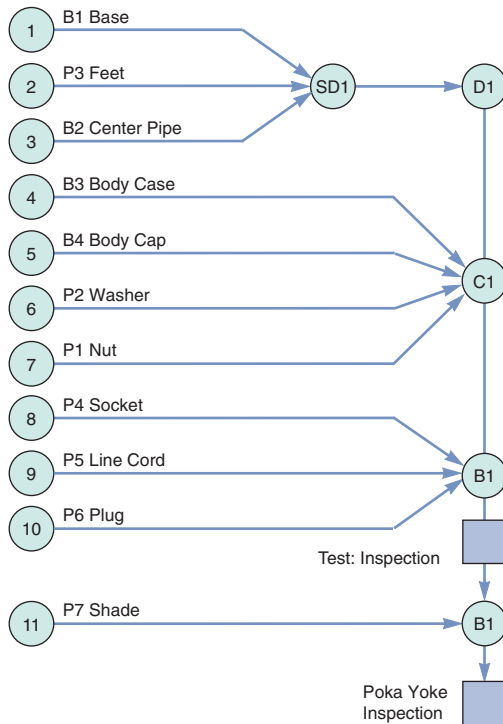 1 B1 Base
2 P3 Feet SD1 D1
3 B2 Center Pipe
4 B3 Body Case
5 B4 Body Cap
C1
6 P2 Washer
7 P1 Nut
8 P4 Socket
9 P5 Line Cord B1
10 P6 Plug
Test: Inspection
11 P7 Shade B1
Poka Yoke
Inspection